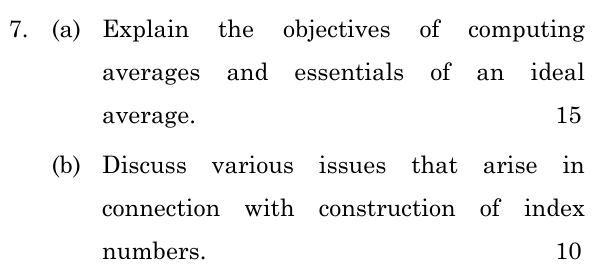 7. (a) Explain the objectives of computing
averages and essentials of an ideal
average. 15
(b) Discuss various issues that arise in
connection with construction of index
numbers. 10